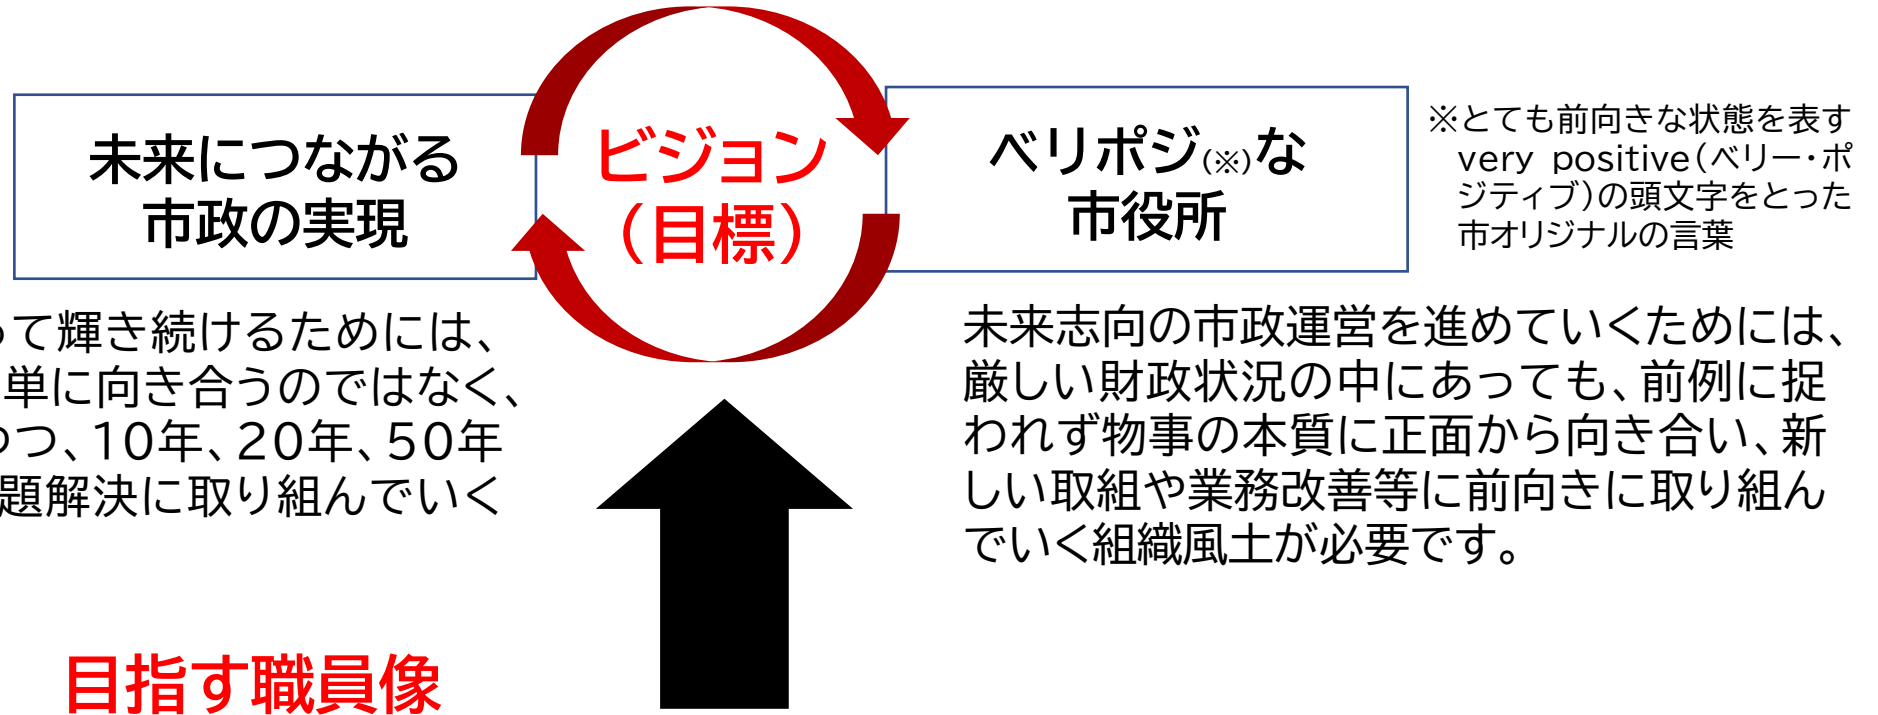 未来につながる
市政の実現
ビジョン
（目標）
ベリポジ(※)な
市役所
※とても前向きな状態を表す
very positive（ベリー・ポ
ジティブ）の頭文字をとった
市オリジナルの言葉
って輝き続けるためには、
単に向き合うのではなく、
つつ、10年、20年、50年
題解決に取り組んでいく
未来志向の市政運営を進めていくためには、
厳しい財政状況の中にあっても、前例に捉
われず物事の本質に正面から向き合い、新
しい取組や業務改善等に前向きに取り組ん
でいく組織風土が必要です。
目指す職員像